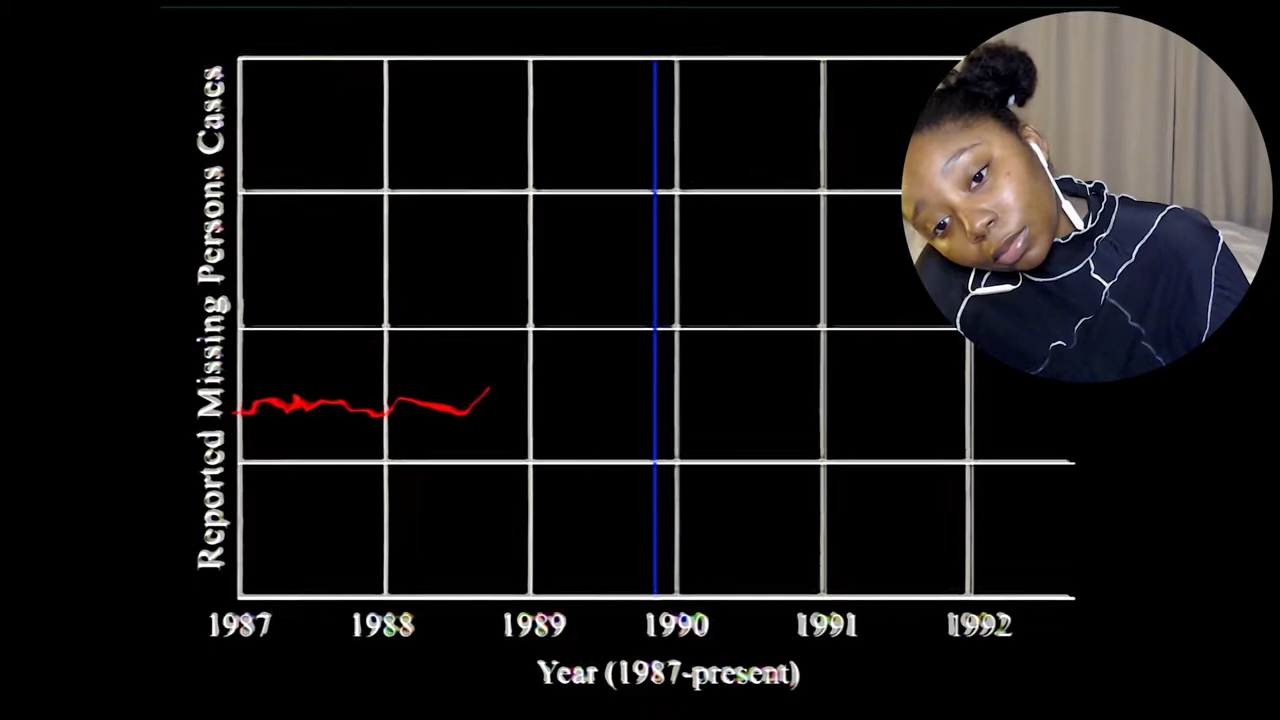 Reported Missing Persons Cases
1987 1988 1989 1990 1991 1992
Year (1987-present)